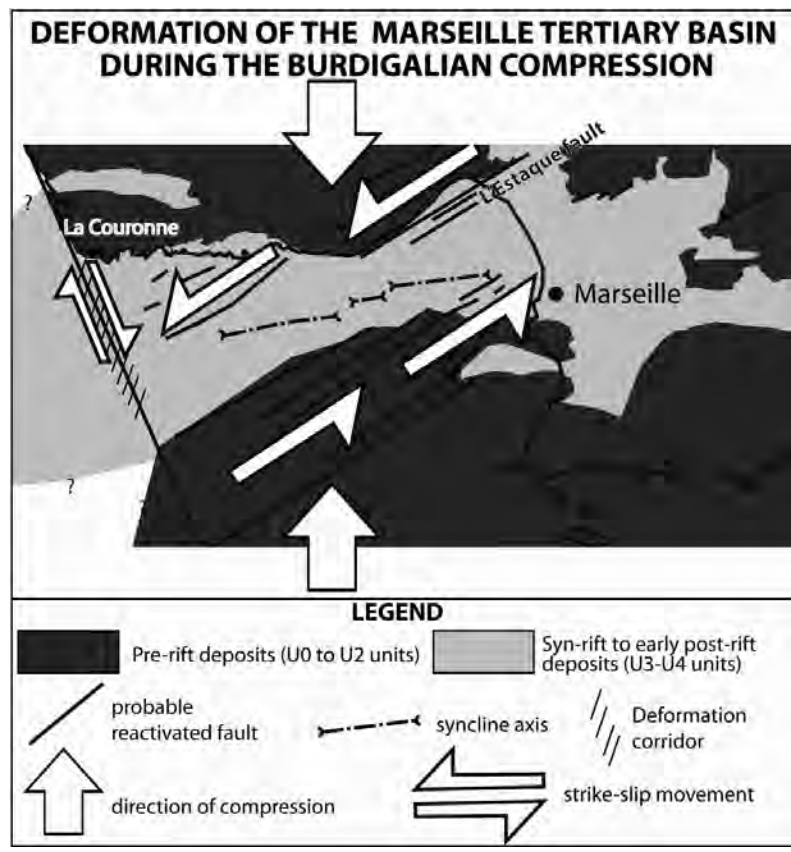 DEFORMATION OF THE MARSEILLE TERTIARY BASIN
DURING THE BURDIGALIAN COMPRESSION
L'Estaque fault
?
La Couronne
Marseille
?
?
LEGEND
Pre-rift deposits (U0 to U2 units)
Syn-rift to early post-rift
deposits (U3-U4 units)
probable
reactivated fault
syncline axis
Deformation
corridor
direction of compression
strike-slip movement